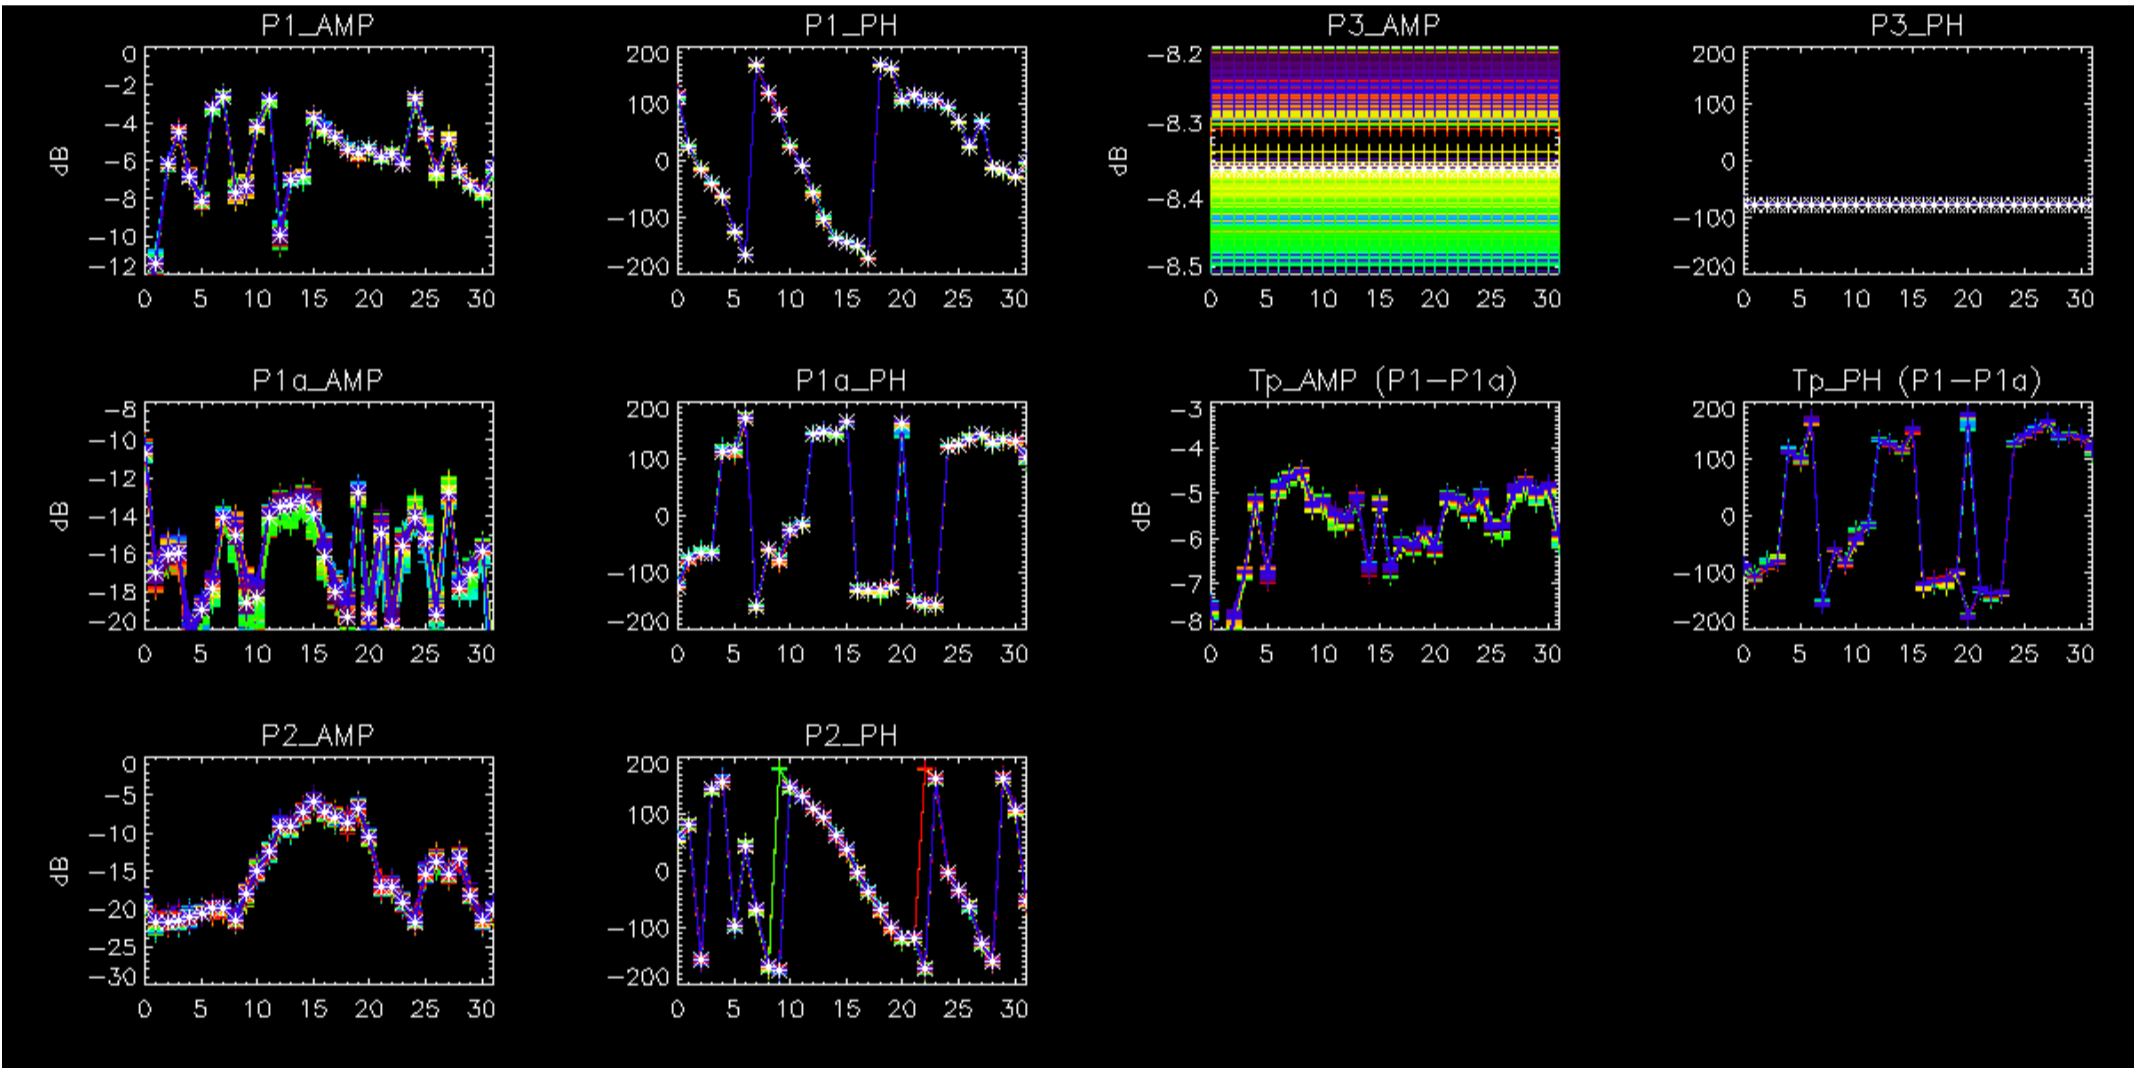 P1_AMP
P1_PH
P3_AMP
P3_PH
dB
0
-2
-4
-6
-8
-10
-12
0 5 10 15 20 25 30
200
100
0
-100
-200
0 5 10 15 20 25 30
dB
-8.2
-8.3
-8.4
-8.5
0 5 10 15 20 25 30
200
100
0
-100
-200
0 5 10 15 20 25 30
P1a_AMP
P1a_PH
Tp_AMP (P1-P1a)
Tp_PH (P1-P1a)
dB
-8
-10
-12
-14
-16
-18
-20
0 5 10 15 20 25 30
200
100
0
-100
-200
0 5 10 15 20 25 30
dB
-3
-4
-5
-6
-7
-8
0 5 10 15 20 25 30
200
100
0
-100
-200
0 5 10 15 20 25 30
P2_AMP
P2_PH
dB
0
-5
-10
-15
-20
-25
-30
0 5 10 15 20 25 30
200
100
0
-100
-200
0 5 10 15 20 25 30